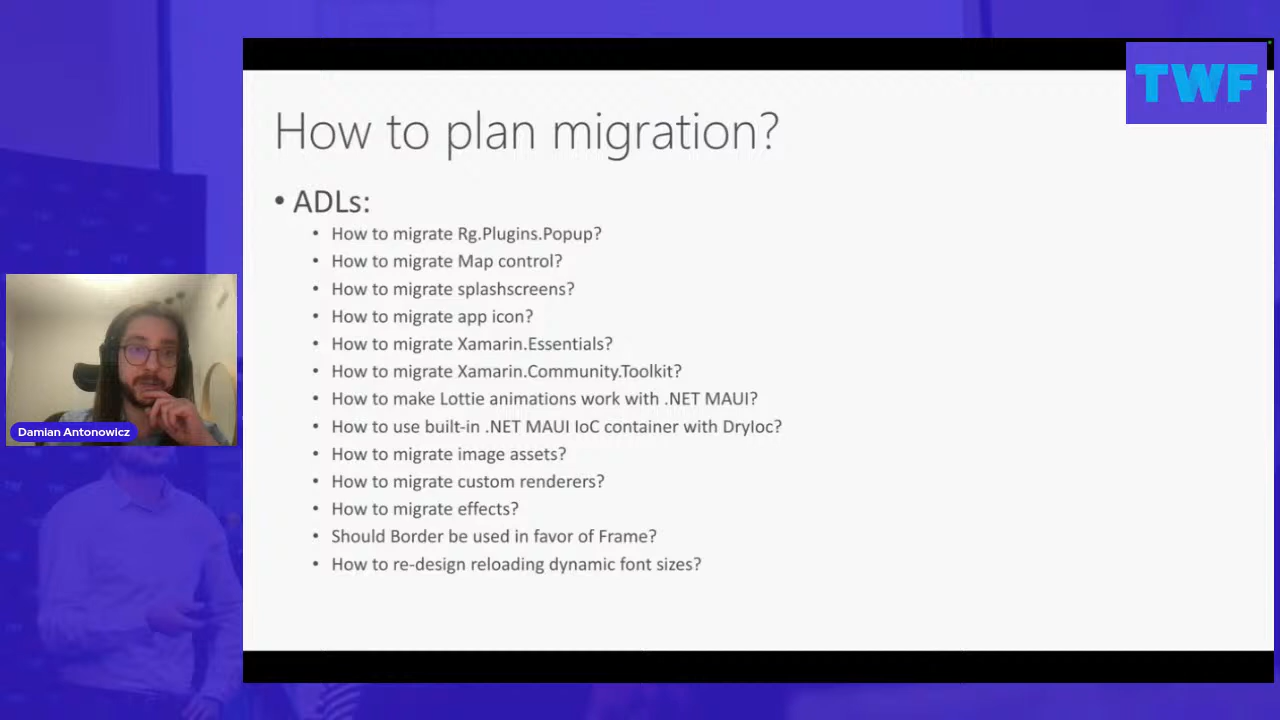 TWF
How to plan migration?
• ADLs:
• How to migrate Rg.Plugins.Popup?
• How to migrate Map control?
• How to migrate splashscreens?
• How to migrate app icon?
• How to migrate Xamarin.Essentials?
• How to migrate Xamarin.Community.Toolkit?
• How to make Lottie animations work with .NET MAUI?
• How to use built-in .NET MAUI IoC container with DryIoc?
• How to migrate image assets?
• How to migrate custom renderers?
• How to migrate effects?
• Should Border be used in favor of Frame?
• How to re-design reloading dynamic font sizes?
Damian Antonowicz